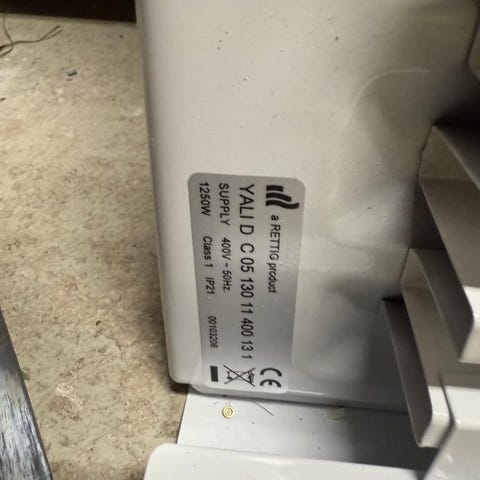 a RETTIG product
YALI D C 05 130 11 400 13 1
SUPPLY 400V ~ 50Hz.
1250W Class 1 IP21 00103206
CE